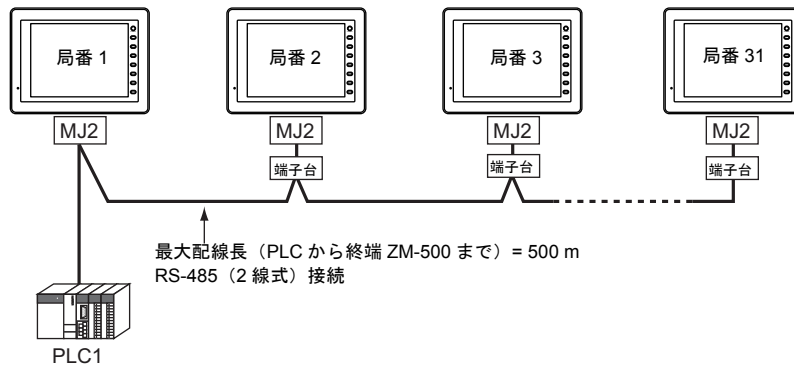 局番 1
局番 2
局番 3
局番 31
MJ2
MJ2
MJ2
MJ2
端子台
端子台
端子台
最大配線長（PLC から終端 ZM-500 まで）= 500 m
RS-485（2 線式）接続
PLC1